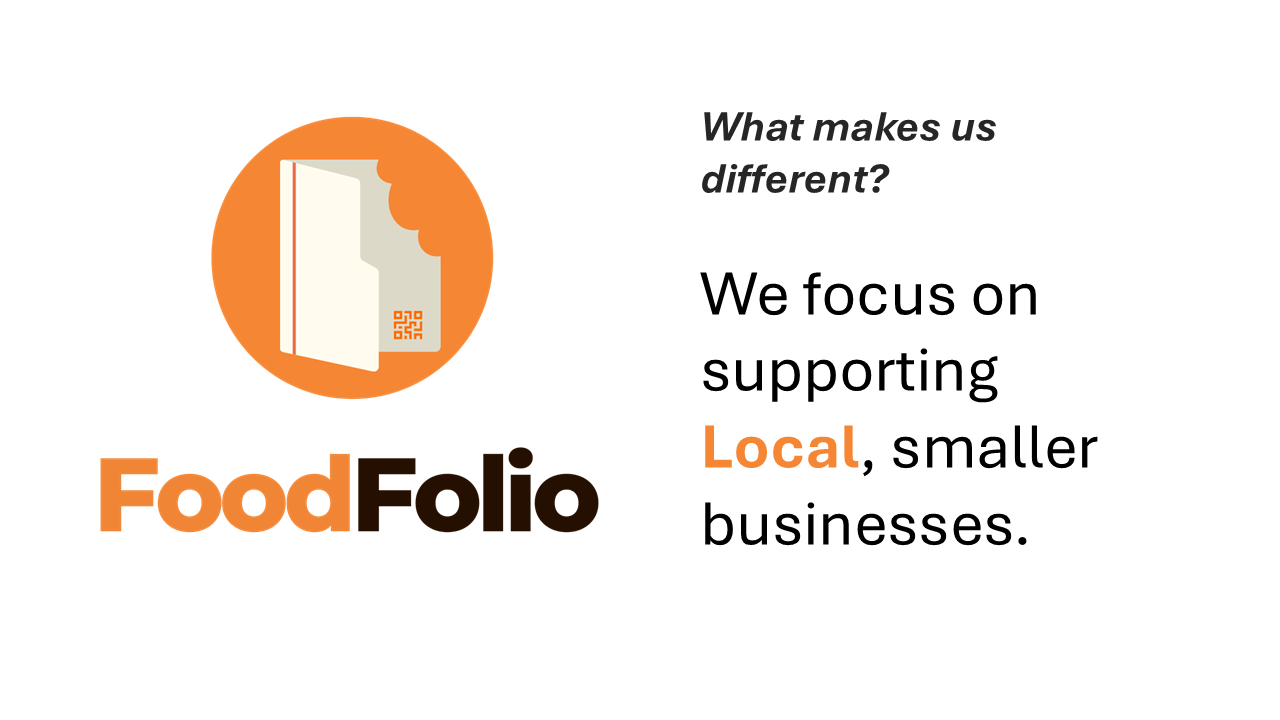 FoodFolio
What makes us
different?
We focus on
supporting
Local, smaller
businesses.